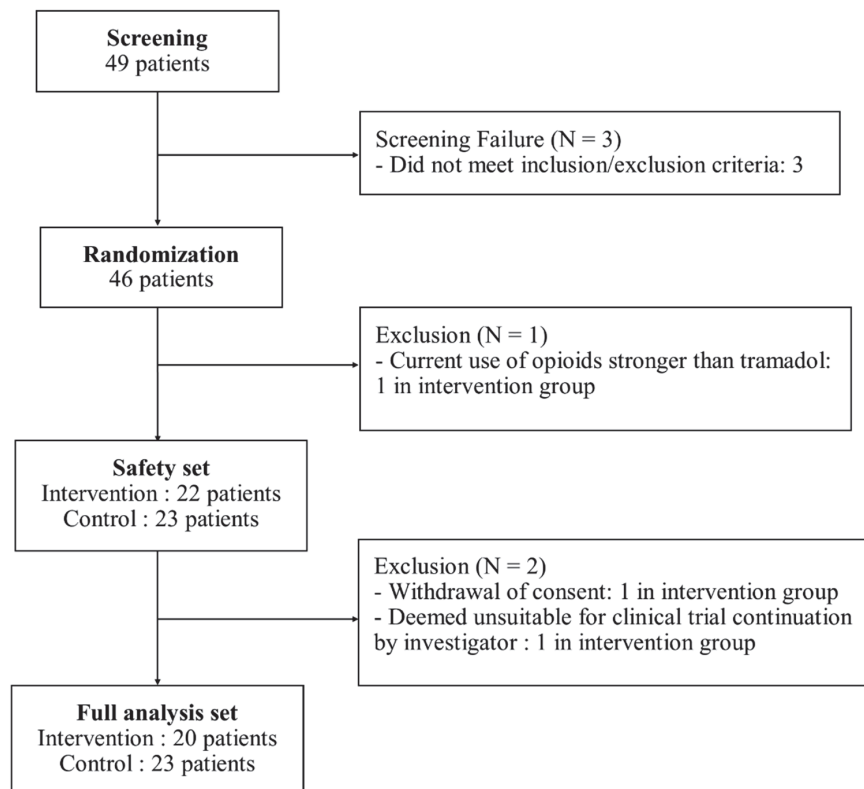 Screening
49 patients
Screening Failure (N = 3)
- Did not meet inclusion/exclusion criteria: 3
Randomization
46 patients
Exclusion (N = 1)
- Current use of opioids stronger than tramadol:
1 in intervention group
Safety set
Intervention : 22 patients
Control : 23 patients
Exclusion (N = 2)
- Withdrawal of consent: 1 in intervention group
- Deemed unsuitable for clinical trial continuation
by investigator : 1 in intervention group
Full analysis set
Intervention : 20 patients
Control : 23 patients